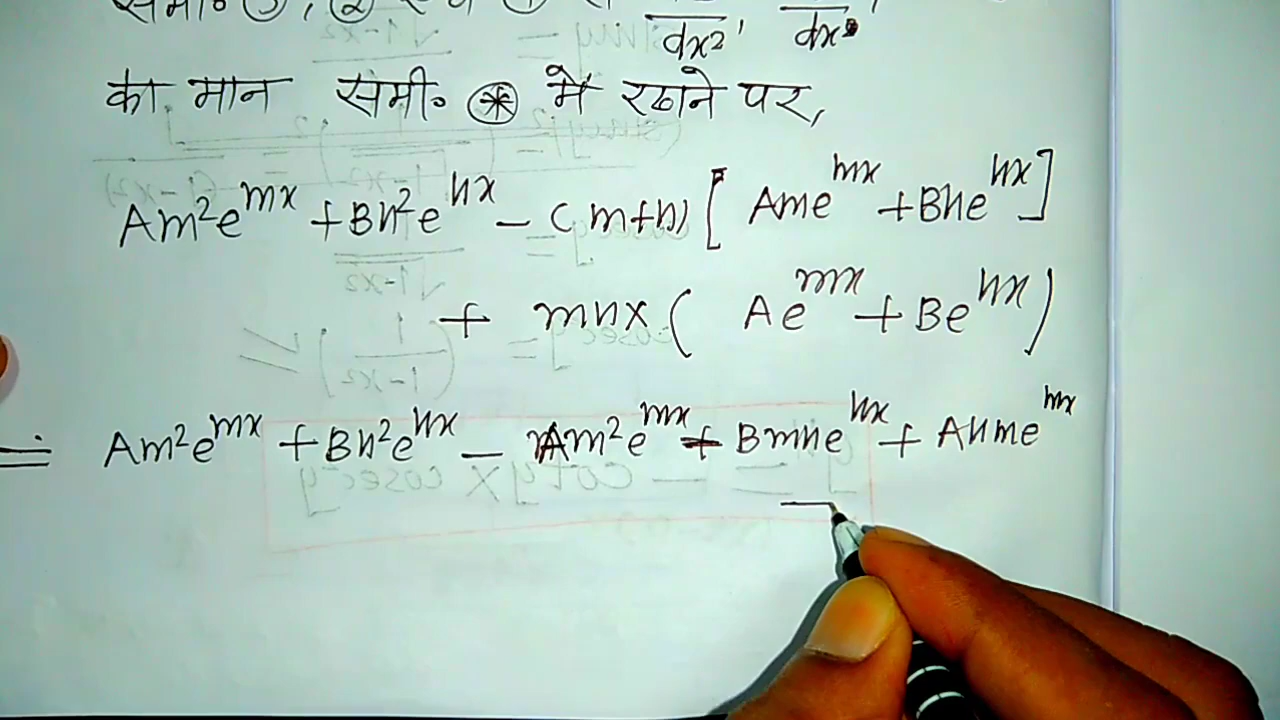 dx², dx
का मान समी० (*) में रखने पर,
Am²e^mx + Bn²e^nx - (m+n) [ Ame^mx + Bne^nx ]
+ mnx ( Ae^mx + Be^nx )
= Am²e^mx + Bn²e^nx - Am²e^mx + Bmne^nx + Anme^mx